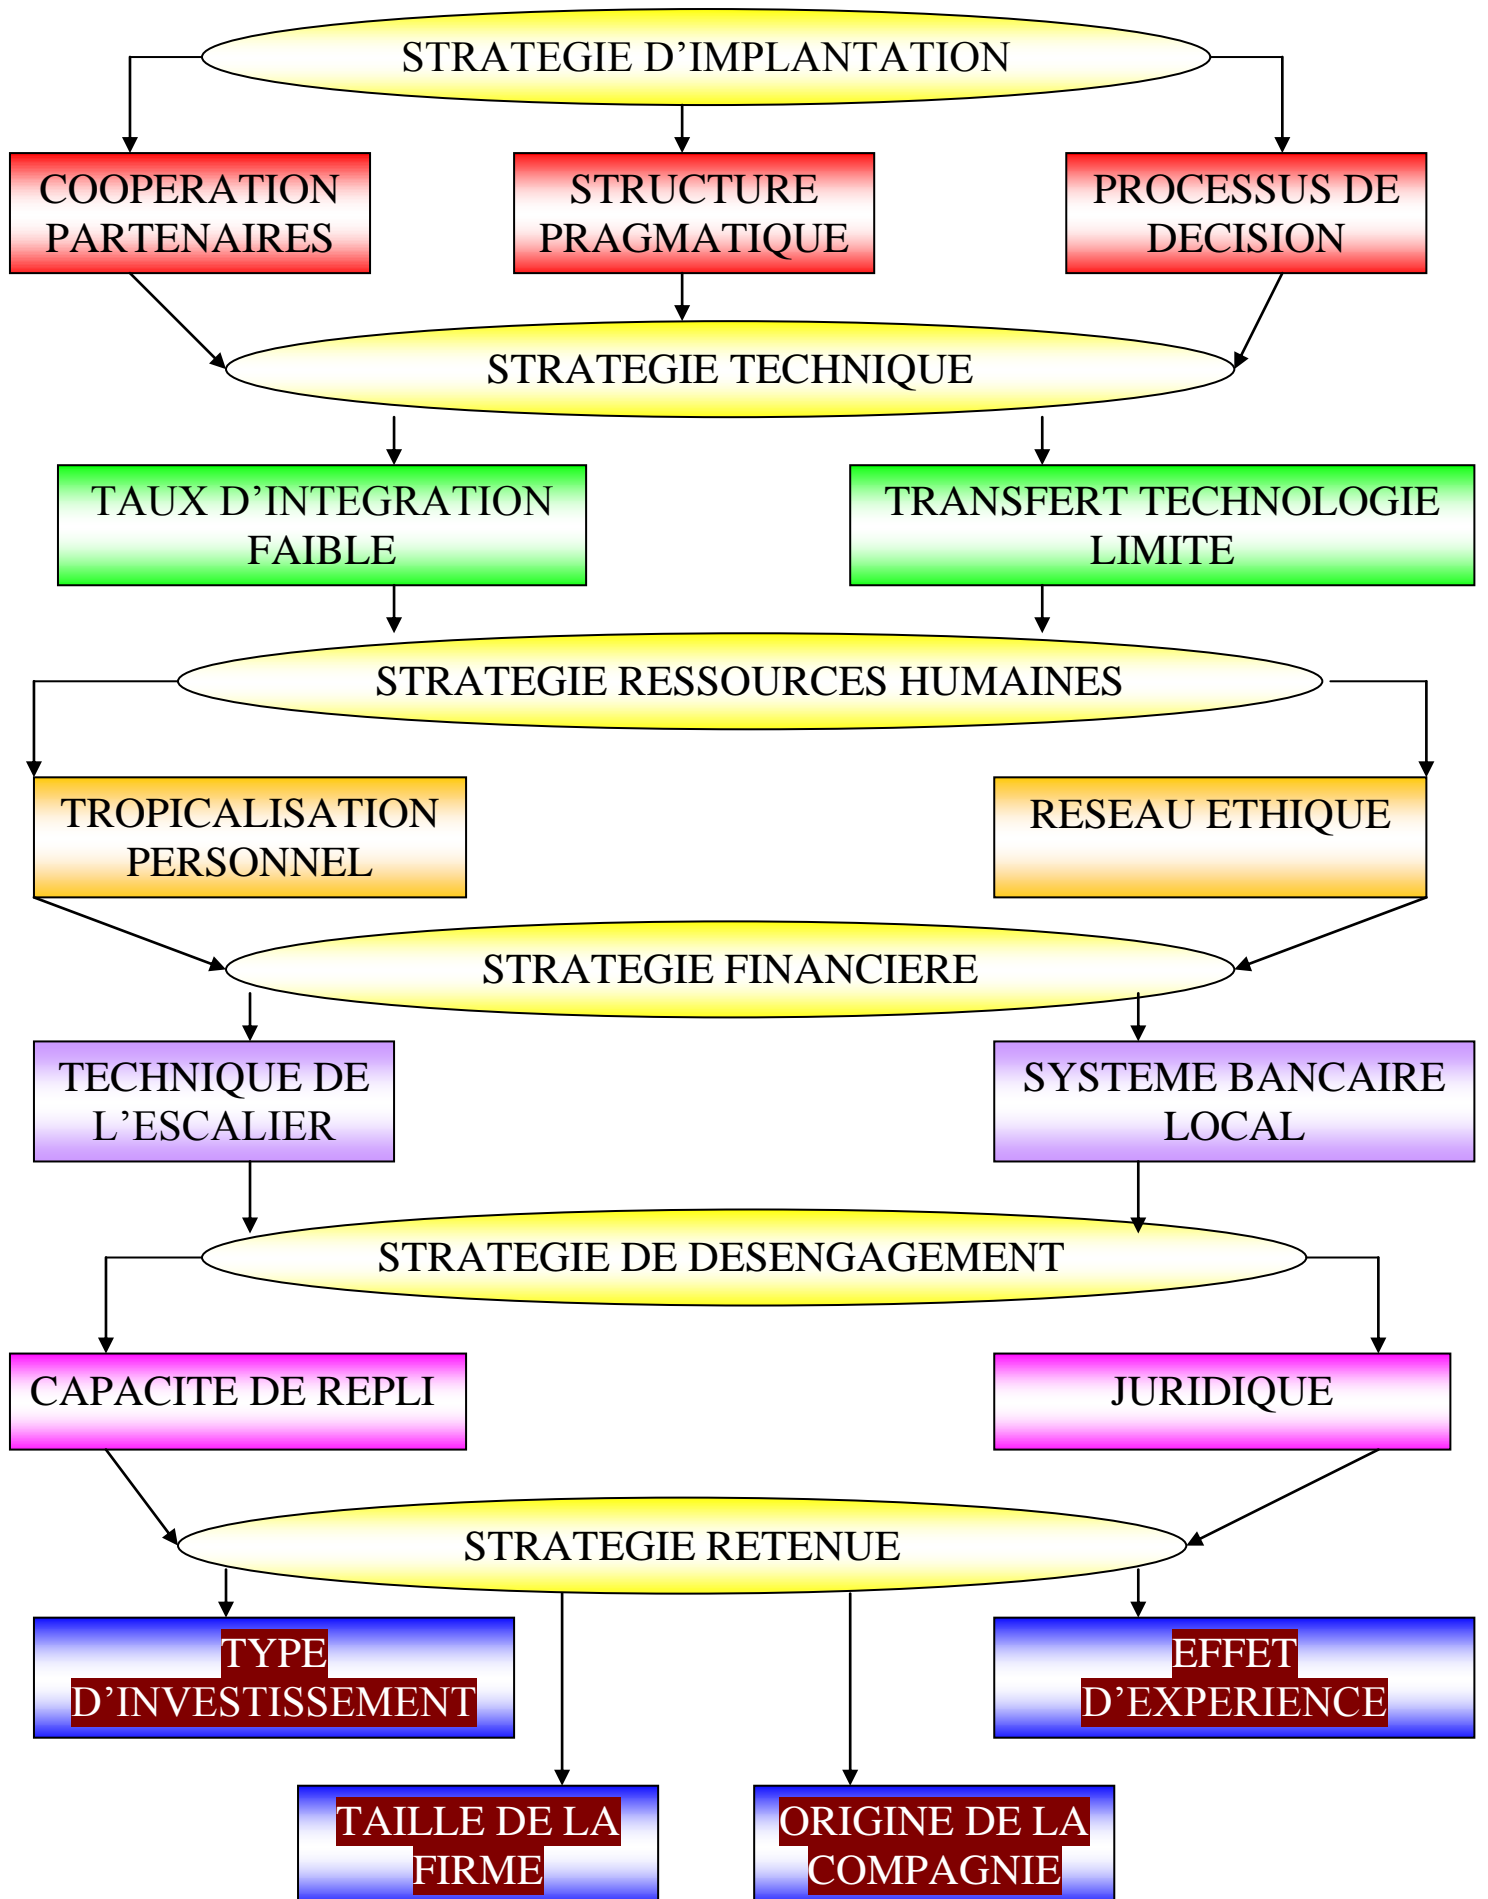 STRATEGIE D’IMPLANTATION
COOPERATION
PARTENAIRES
STRUCTURE
PRAGMATIQUE
PROCESSUS DE
DECISION
STRATEGIE TECHNIQUE
TAUX D’INTEGRATION
FAIBLE
TRANSFERT TECHNOLOGIE
LIMITE
STRATEGIE RESSOURCES HUMAINES
TROPICALISATION
PERSONNEL
RESEAU ETHIQUE
STRATEGIE FINANCIERE
TECHNIQUE DE
L’ESCALIER
SYSTEME BANCAIRE
LOCAL
STRATEGIE DE DESENGAGEMENT
CAPACITE DE REPLI
JURIDIQUE
STRATEGIE RETENUE
TYPE
D’INVESTISSEMENT
EFFET
D’EXPERIENCE
TAILLE DE LA
FIRME
ORIGINE DE LA
COMPAGNIE